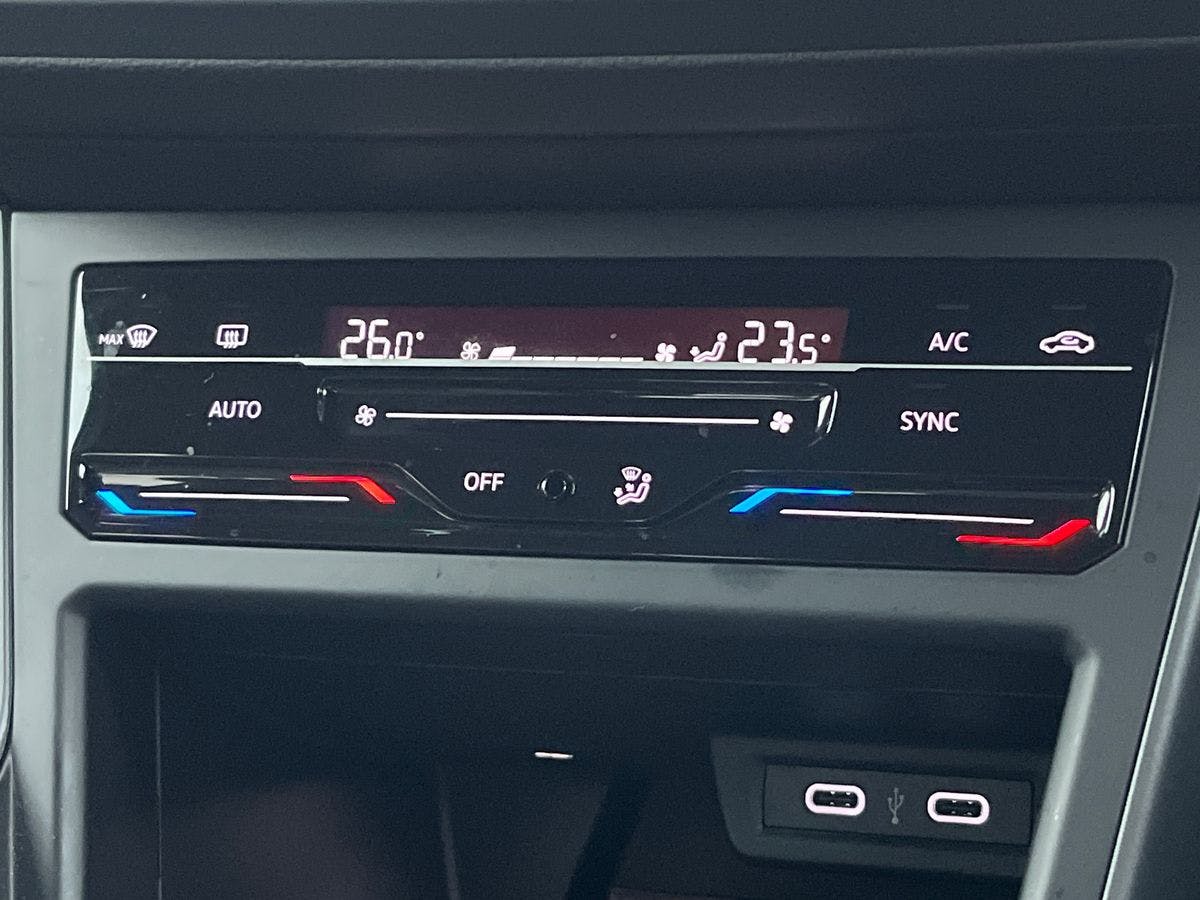 MAX
26.0° 23.5°
A/C
AUTO
SYNC
OFF